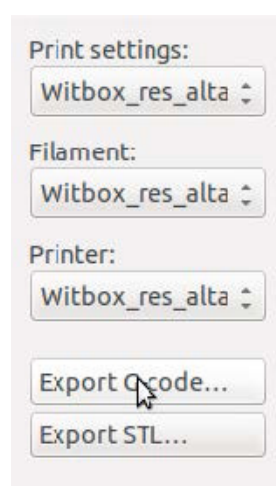 Print settings:
Witbox_res_alta
Filament:
Witbox_res_alta
Printer:
Witbox_res_alta
Export G-code...
Export STL...